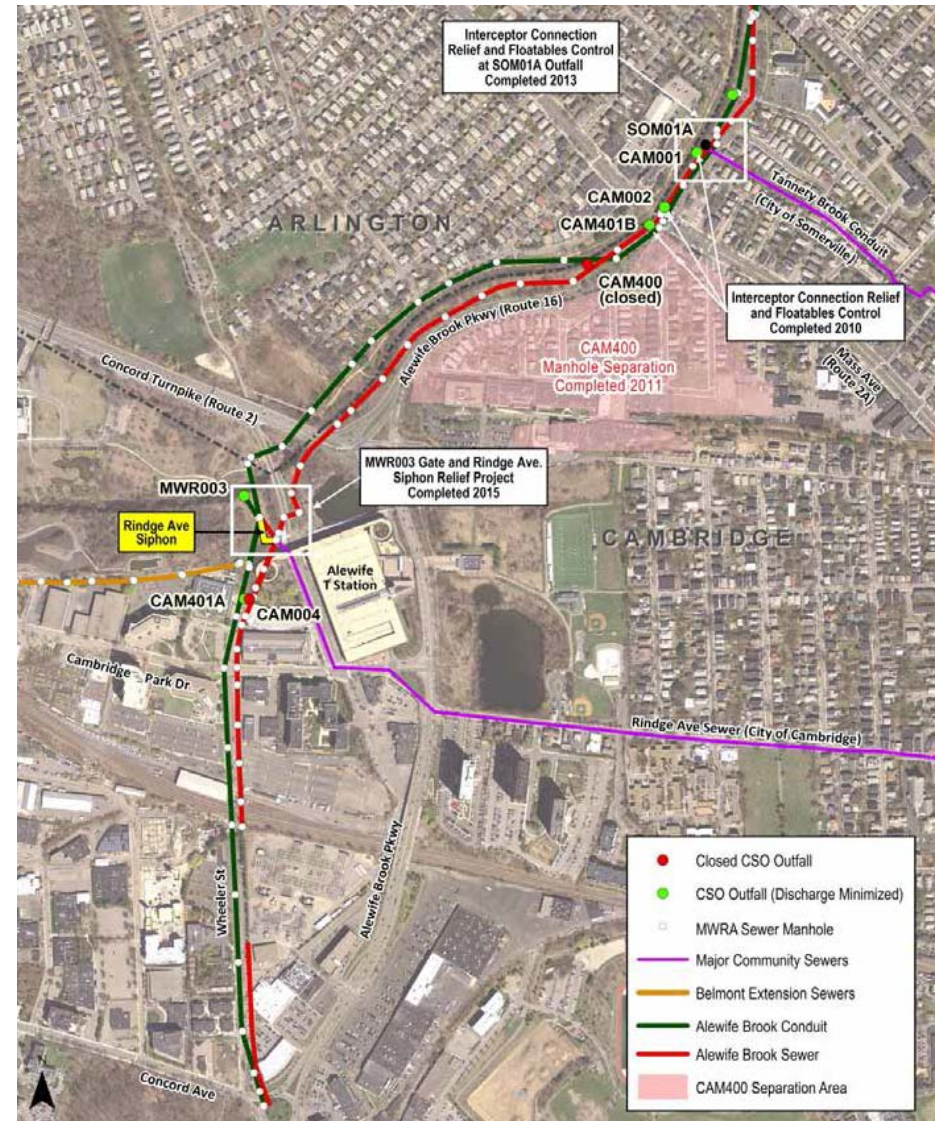 Interceptor Connection
Relief and Floatables Control
at SOM01A Outfall
Completed 2013
SOM01A
CAM001
CAM002
CAM401B
ARLINGTON
Tannery Brook Conduit
(City of Somerville)
CAM400
(closed)
Interceptor Connection Relief
and Floatables Control
Completed 2010
Alewife Brook Pkwy (Route 16)
CAM400
Manhole Separation
Completed 2011
Mass Ave
(Route 2A)
Concord Turnpike (Route 2)
MWR003 Gate and Rindge Ave.
Siphon Relief Project
Completed 2015
MWR003
Rindge Ave
Siphon
CAMBRIDGE
Alewife
T Station
CAM401A
CAM004
Cambridge Park Dr
Rindge Ave Sewer (City of Cambridge)
Wheeler St
Alewife Brook Pkwy
Concord Ave
N
Closed CSO Outfall
CSO Outfall (Discharge Minimized)
MWRA Sewer Manhole
Major Community Sewers
Belmont Extension Sewers
Alewife Brook Conduit
Alewife Brook Sewer
CAM400 Separation Area